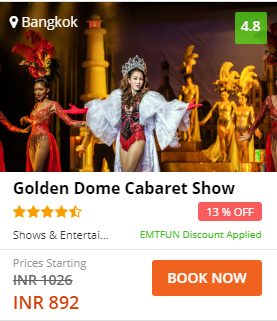 Bangkok
4.8
Golden Dome Cabaret Show
13 % OFF
Shows & Entertai...
EMTFUN Discount Applied
Prices Starting
INR 1026
INR 892
BOOK NOW